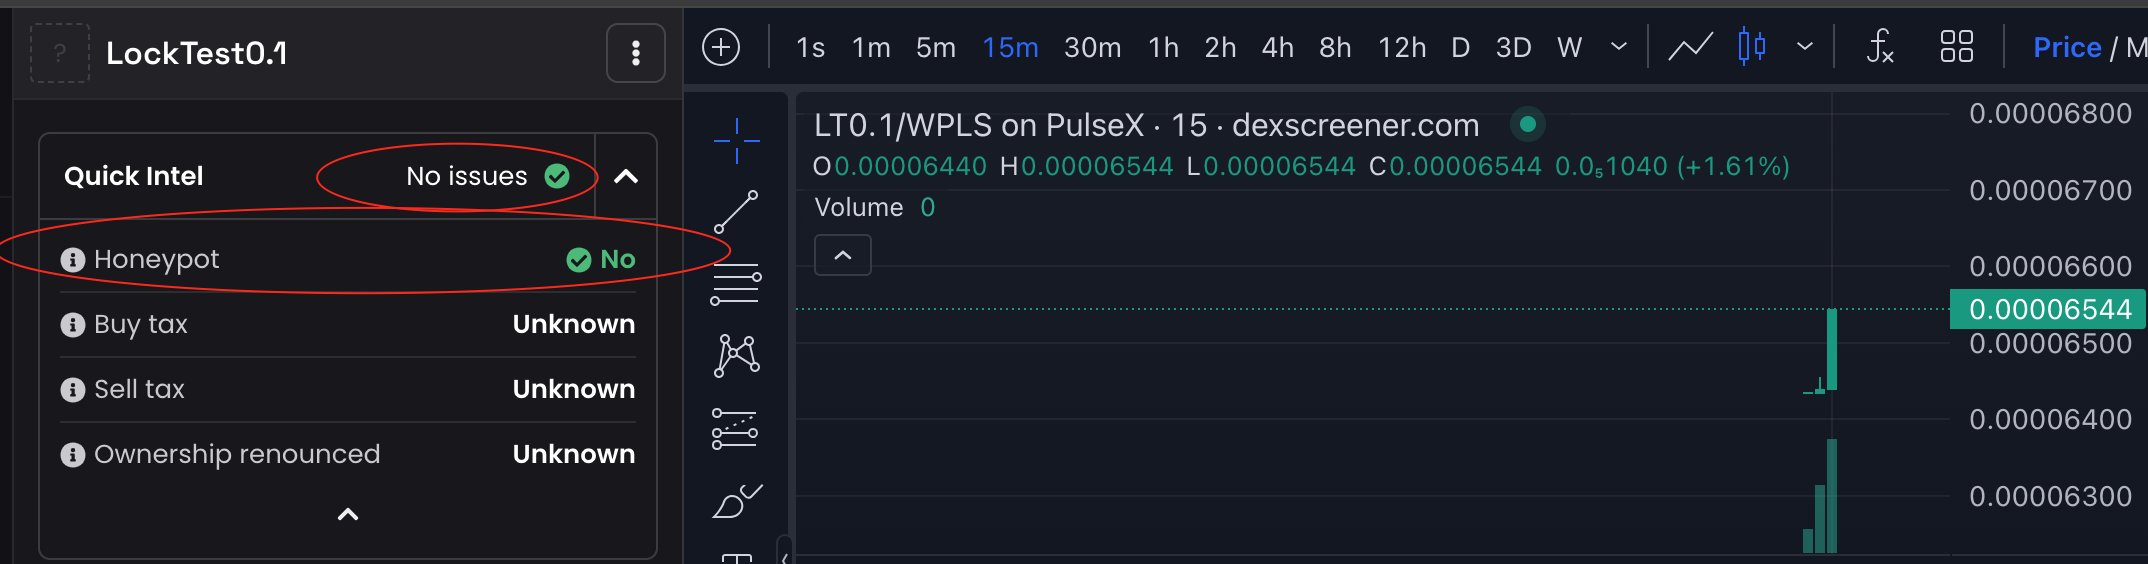 ?
LockTest0.1
Quick Intel No issues
Honeypot No
Buy tax Unknown
Sell tax Unknown
Ownership renounced Unknown
1s 1m 5m 15m 30m 1h 2h 4h 8h 12h D 3D W fx Price / M
LT0.1/WPLS on PulseX · 15 · dexscreener.com
O0.00006440 H0.00006544 L0.00006544 C0.00006544 0.0₅1040 (+1.61%)
Volume 0
0.00006800
0.00006700
0.00006600
0.00006544
0.00006500
0.00006400
0.00006300